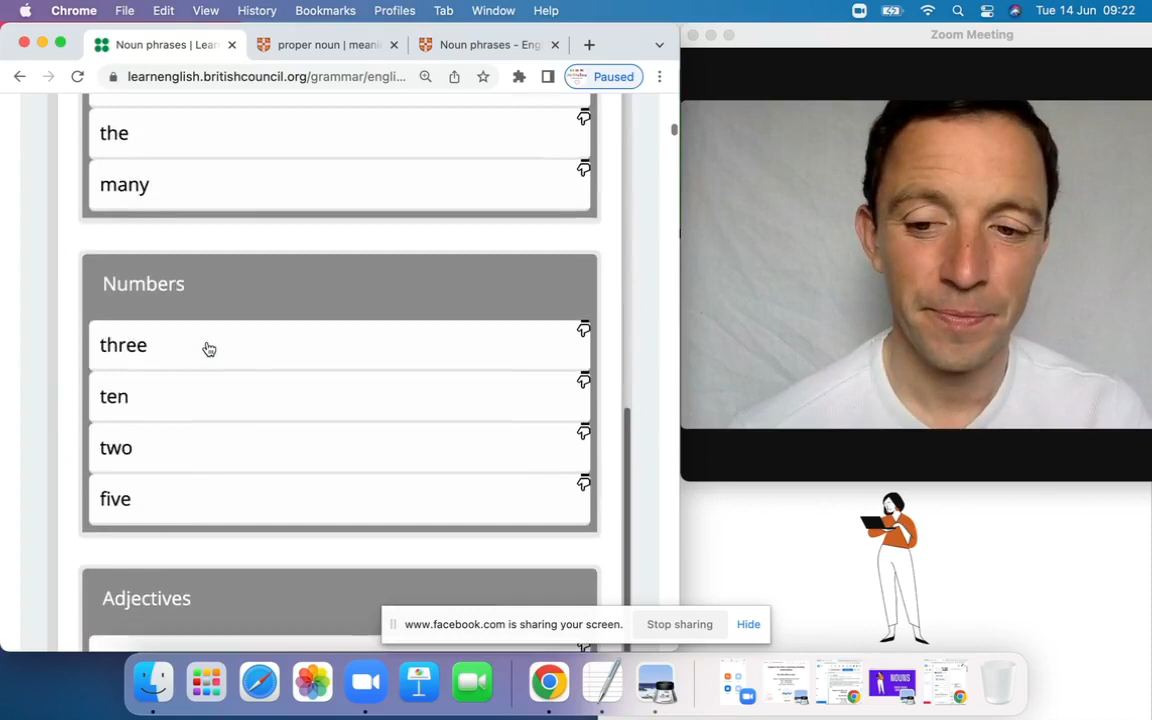 Chrome File Edit View History Bookmarks Profiles Tab Window Help Tue 14 Jun 09:22
Noun phrases | Lear
proper noun | meani
Noun phrases - Eng
Zoom Meeting
learnenglish.britishcouncil.org/grammar/engli...
Paused
the
many
Numbers
three
ten
two
five
Adjectives
www.facebook.com is sharing your screen.
Stop sharing
Hide
NOUNS